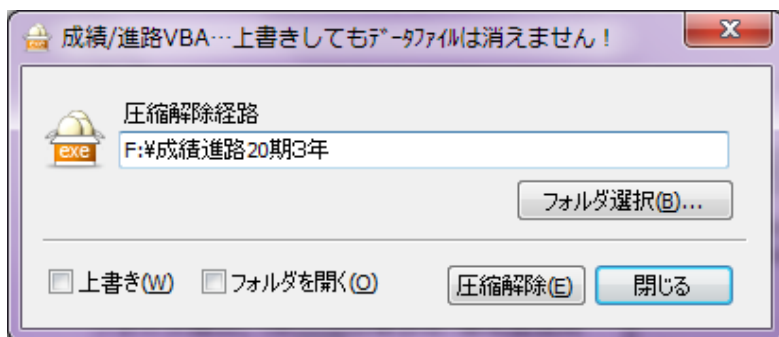 成績/進路VBA…上書きしてもﾃﾞｰﾀﾌｧｲﾙは消えません！
圧縮解除経路
exe
F:¥成績進路20期3年
フォルダ選択(B)...
上書き(W) フォルダを開く(O) 圧縮解除(E) 閉じる